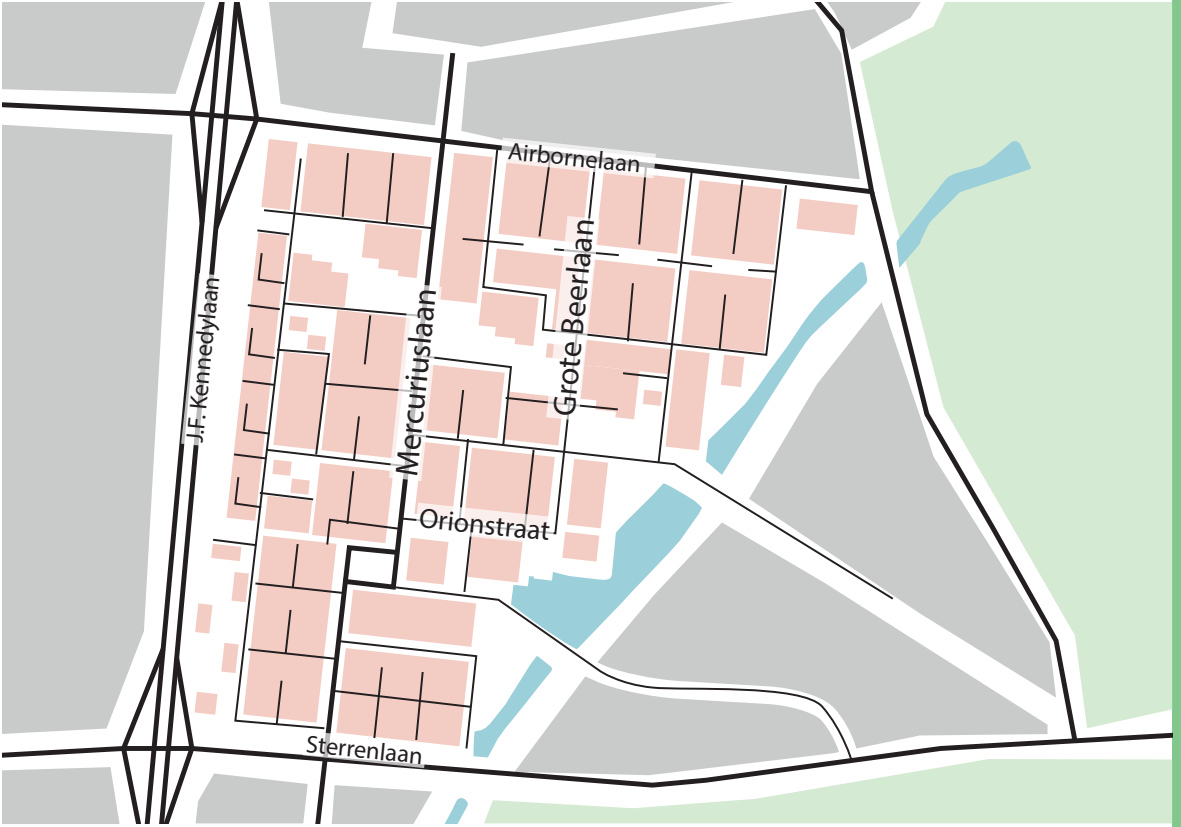 Airbornelaan
Grote Beerlaan
J.F. Kennedylaan
Mercuriuslaan
Orionstraat
Sterrenlaan